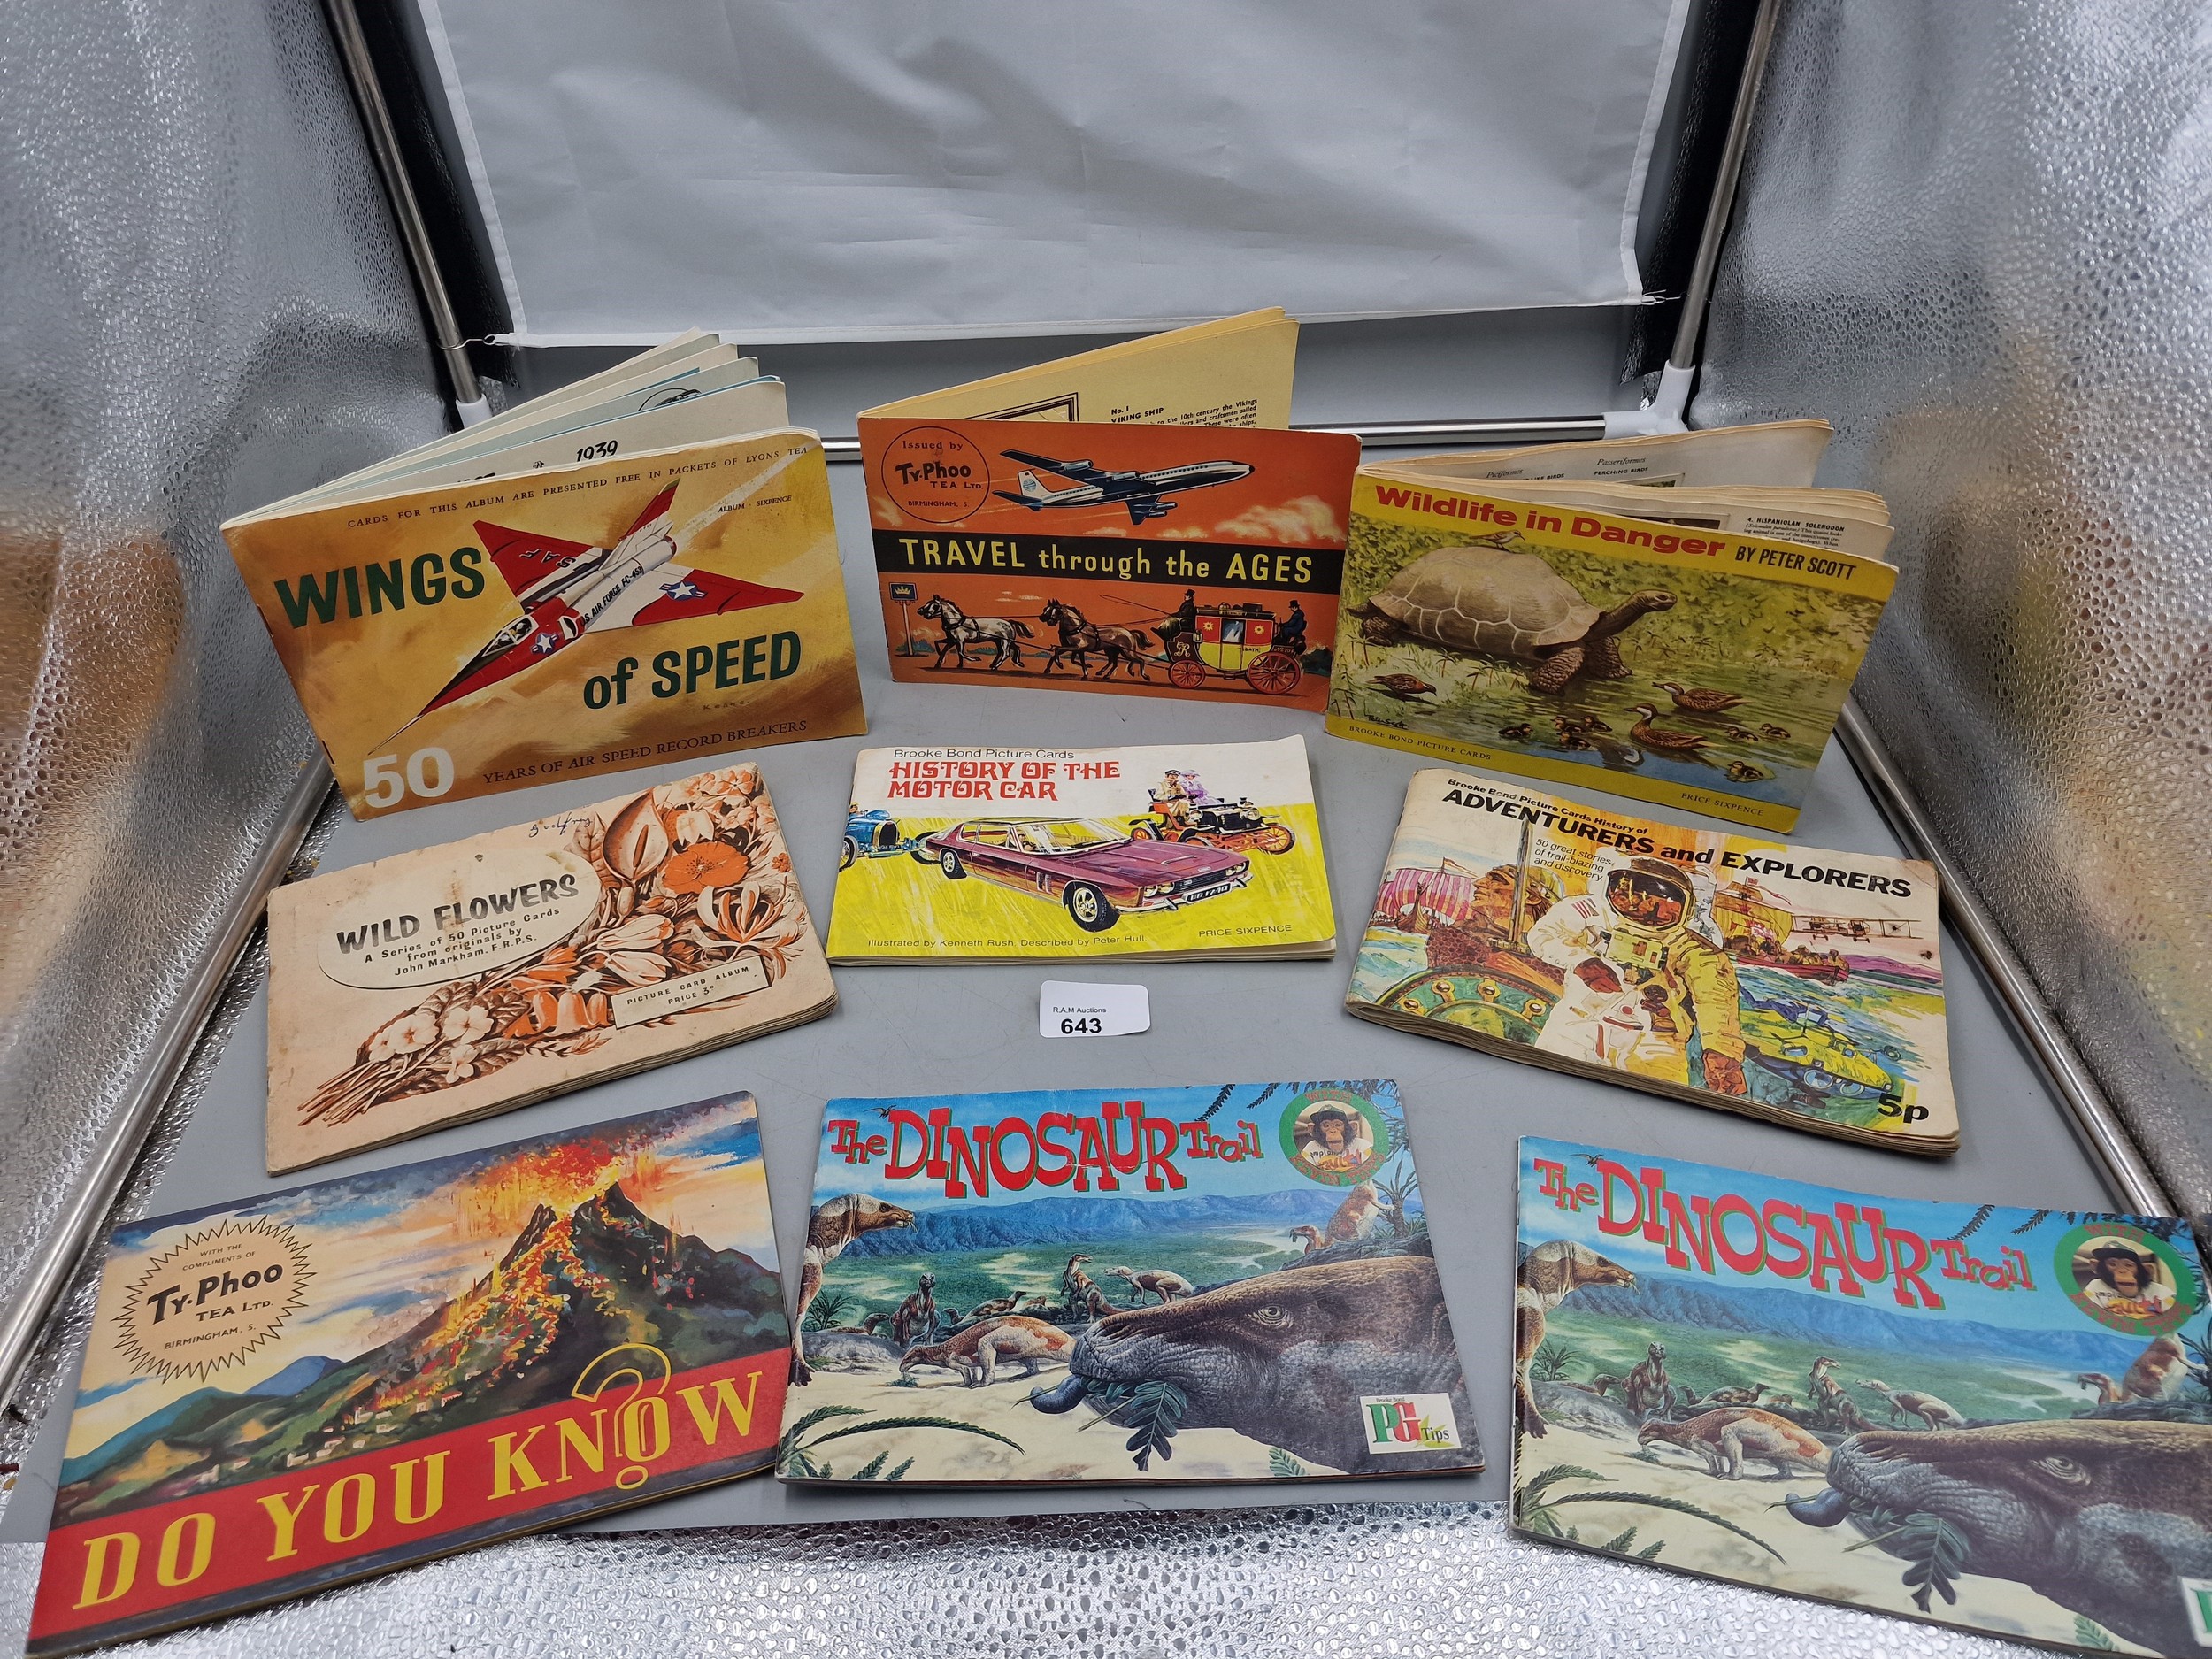 1939
CARDS FOR THIS ALBUM ARE PRESENTED FREE IN PACKETS OF LYONS TEA
ALBUM · SIXPENCE
WINGS
of SPEED
USAF
U.S. AIR FORCE FC-453
50 YEARS OF AIR SPEED RECORD BREAKERS
No. 1
VIKING SHIP
Issued by
Ty·Phoo
TEA LTD.
BIRMINGHAM, 5.
TRAVEL through the AGES
Piciformes
Passeriformes
PERCHING BIRDS
4. HISPANIOLAN SOLENODON
Wildlife in Danger BY PETER SCOTT
BROOKE BOND PICTURE CARDS
PRICE SIXPENCE
WILD FLOWERS
A Series of 50 Picture Cards
from originals by
John Markham, F.R.P.S.
PICTURE CARD ALBUM
PRICE 3ᴰ
Brooke Bond Picture Cards
HISTORY OF THE
MOTOR CAR
Illustrated by Kenneth Rush, Described by Peter Hull
PRICE SIXPENCE
Brooke Bond Picture Cards History of
ADVENTURERS and EXPLORERS
50 great stories
of trail-blazing
and discovery
5p
R.A.M Auctions
643
WITH THE
COMPLIMENTS OF
Ty·Phoo
TEA LTD.
BIRMINGHAM, 5.
DO YOU KNOW
?
The DINOSAUR Trail
Brooke Bond
PG
Tips
The DINOSAUR Trail